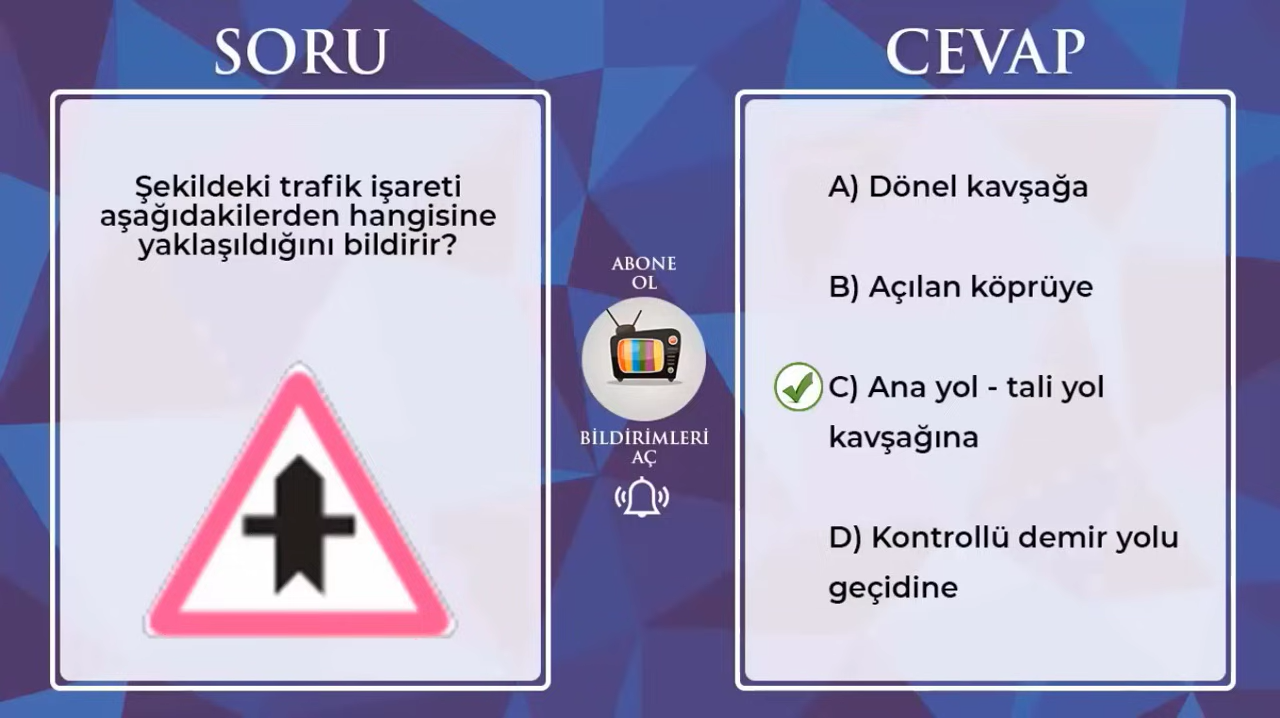 SORU
Şekildeki trafik işareti
aşağıdakilerden hangisine
yaklaşıldığını bildirir?
ABONE
OL
BİLDİRİMLERİ
AÇ
CEVAP
A) Dönel kavşağa
B) Açılan köprüye
C) Ana yol - tali yol
kavşağına
D) Kontrollü demir yolu
geçidine